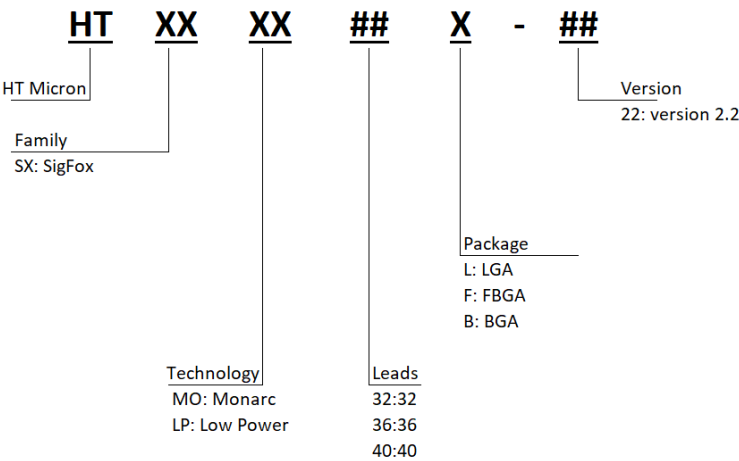 HT XX XX ## X - ##
HT Micron
Version
22: version 2.2
Family
SX: SigFox
Package
L: LGA
F: FBGA
B: BGA
Technology
MO: Monarc
LP: Low Power
Leads
32:32
36:36
40:40